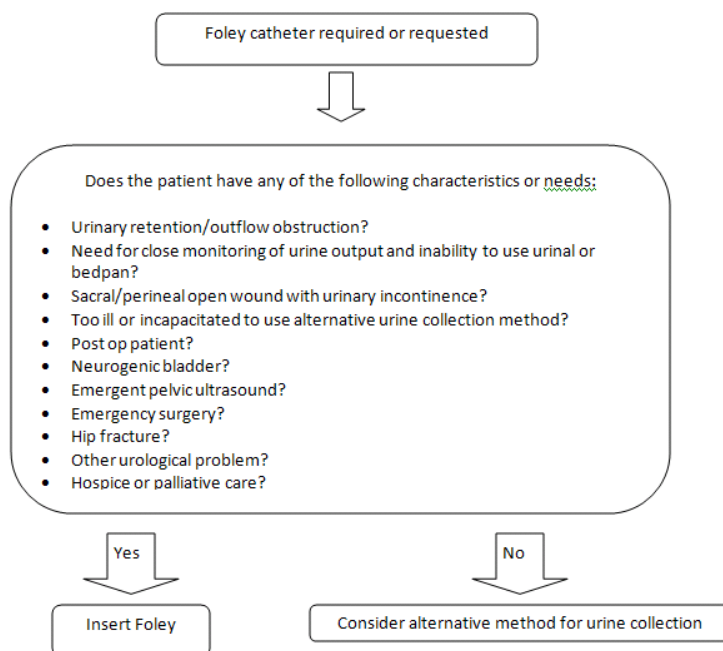 Foley catheter required or requested
Does the patient have any of the following characteristics or needs:
• Urinary retention/outflow obstruction?
• Need for close monitoring of urine output and inability to use urinal or
bedpan?
• Sacral/perineal open wound with urinary incontinence?
• Too ill or incapacitated to use alternative urine collection method?
• Post op patient?
• Neurogenic bladder?
• Emergent pelvic ultrasound?
• Emergency surgery?
• Hip fracture?
• Other urological problem?
• Hospice or palliative care?
Yes
No
Insert Foley
Consider alternative method for urine collection